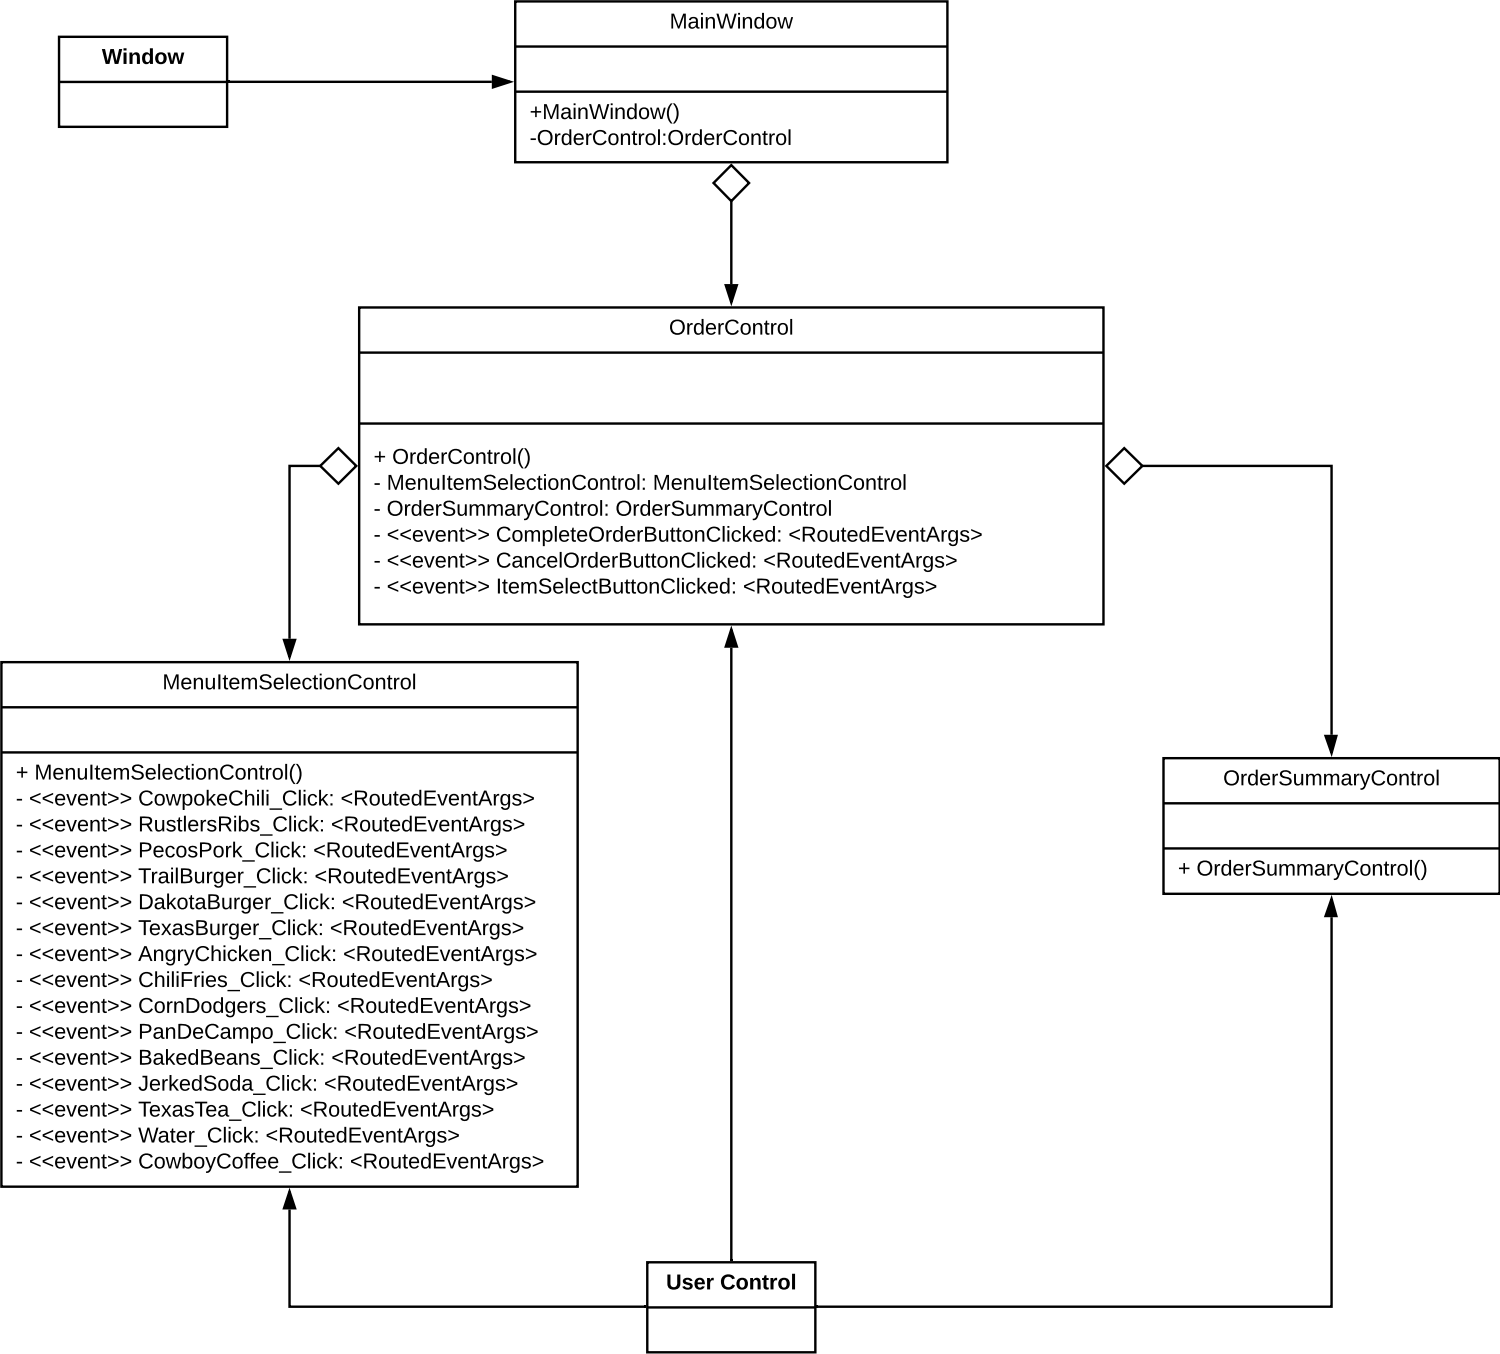 MainWindow
Window
+MainWindow()
-OrderControl:OrderControl
OrderControl
+ OrderControl()
- MenuItemSelectionControl: MenuItemSelectionControl
- OrderSummaryControl: OrderSummaryControl
- <<event>> CompleteOrderButtonClicked: <RoutedEventArgs>
- <<event>> CancelOrderButtonClicked: <RoutedEventArgs>
- <<event>> ItemSelectButtonClicked: <RoutedEventArgs>
MenuItemSelectionControl
+ MenuItemSelectionControl()
- <<event>> CowpokeChili_Click: <RoutedEventArgs>
- <<event>> RustlersRibs_Click: <RoutedEventArgs>
- <<event>> PecosPork_Click: <RoutedEventArgs>
- <<event>> TrailBurger_Click: <RoutedEventArgs>
- <<event>> DakotaBurger_Click: <RoutedEventArgs>
- <<event>> TexasBurger_Click: <RoutedEventArgs>
- <<event>> AngryChicken_Click: <RoutedEventArgs>
- <<event>> ChiliFries_Click: <RoutedEventArgs>
- <<event>> CornDodgers_Click: <RoutedEventArgs>
- <<event>> PanDeCampo_Click: <RoutedEventArgs>
- <<event>> BakedBeans_Click: <RoutedEventArgs>
- <<event>> JerkedSoda_Click: <RoutedEventArgs>
- <<event>> TexasTea_Click: <RoutedEventArgs>
- <<event>> Water_Click: <RoutedEventArgs>
- <<event>> CowboyCoffee_Click: <RoutedEventArgs>
OrderSummaryControl
+ OrderSummaryControl()
User Control